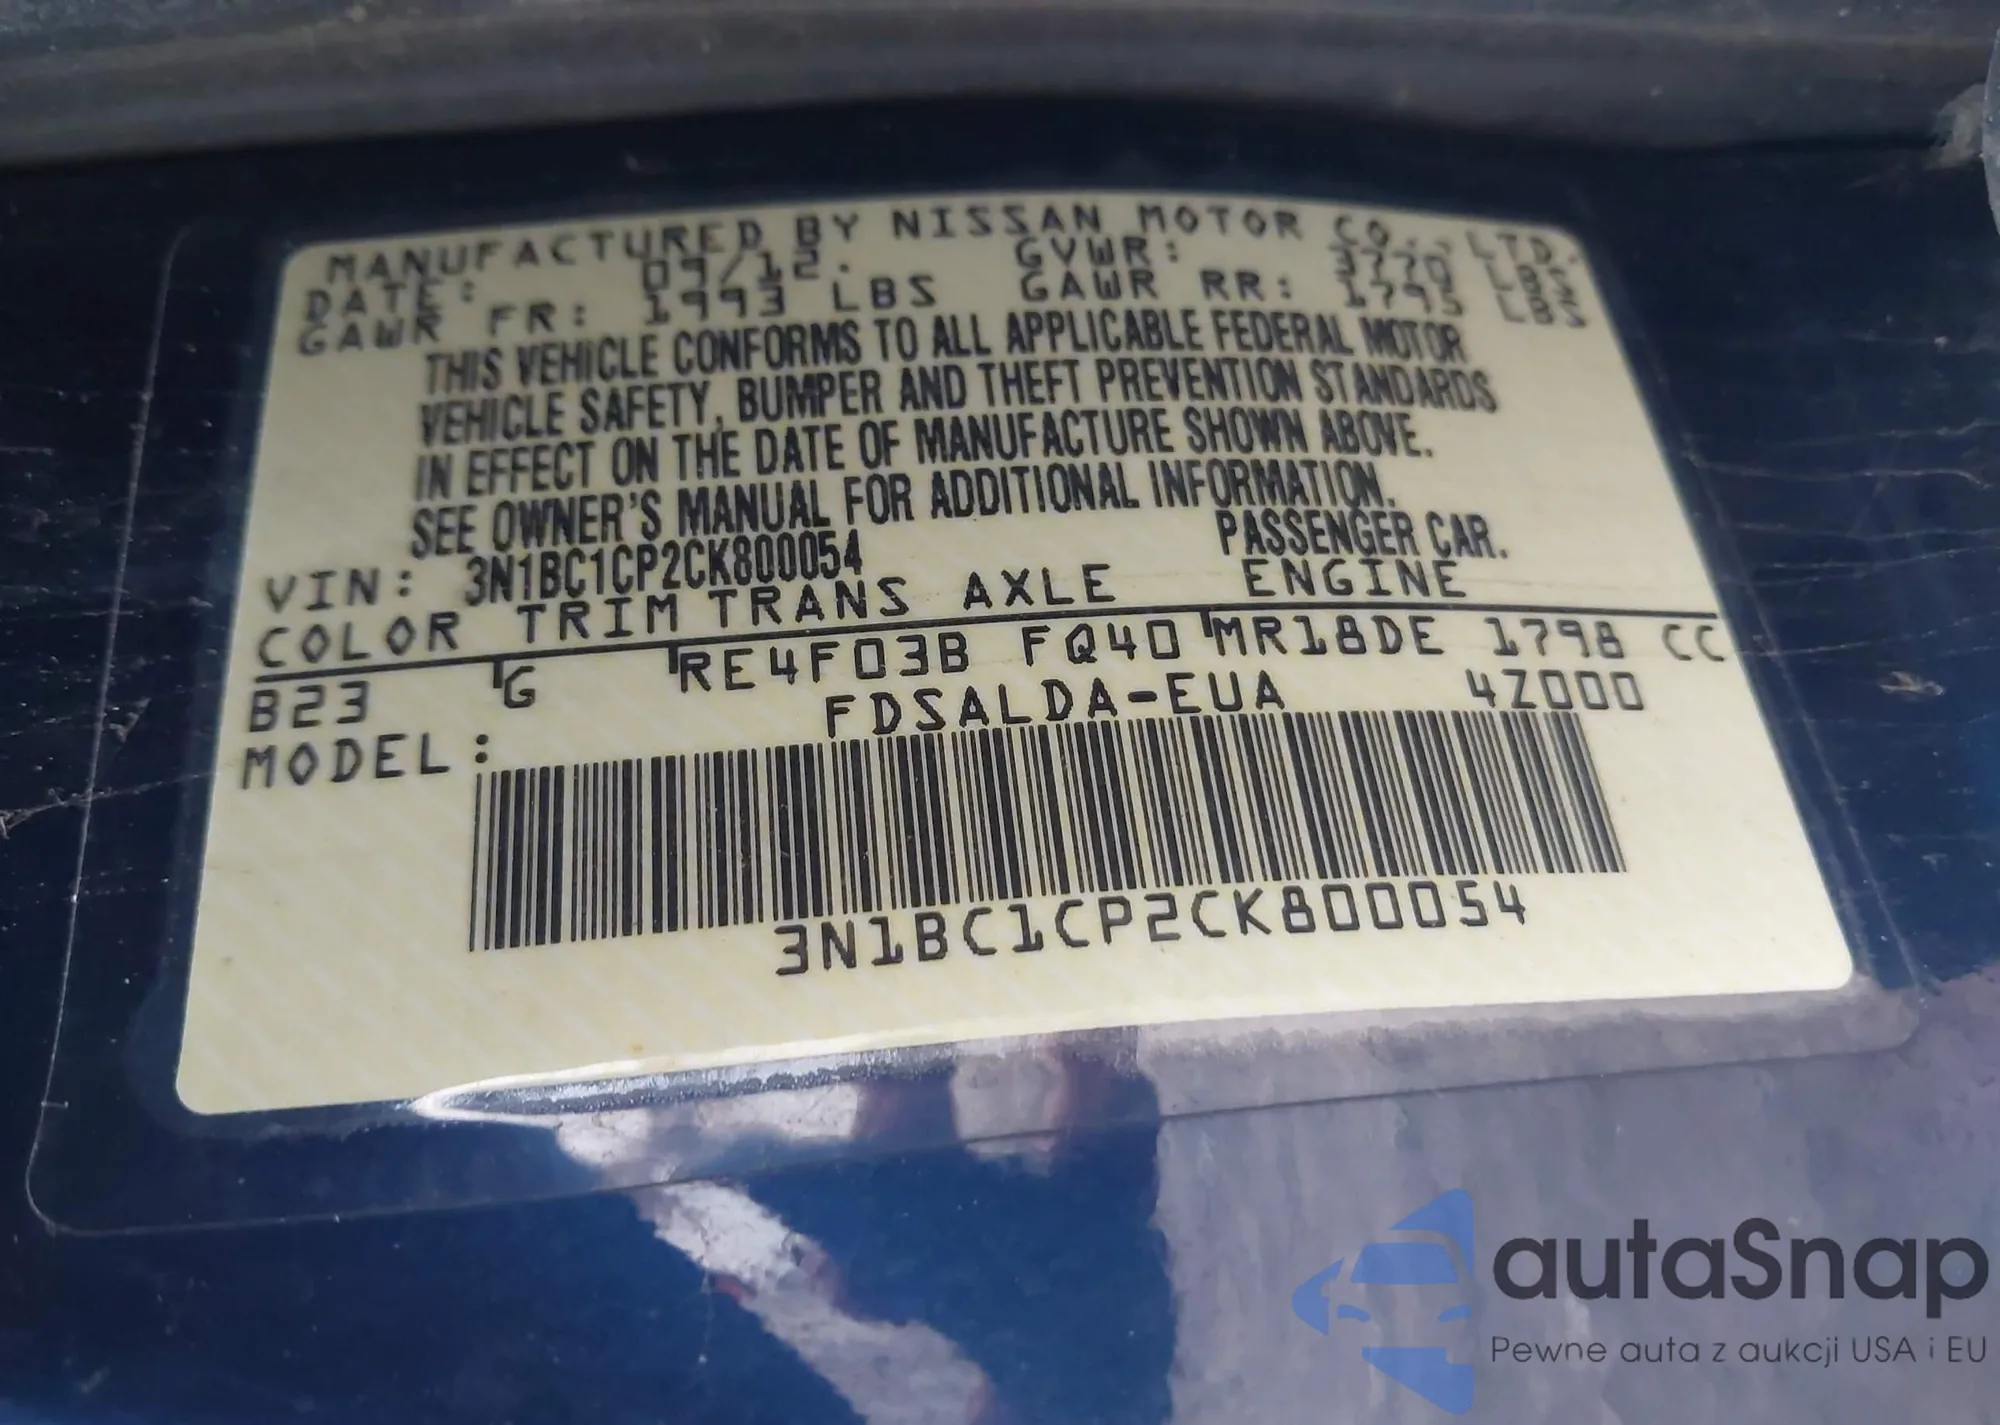 MANUFACTURED BY NISSAN MOTOR CO., LTD.
DATE: 09/12. GVWR: 3770 LBS
GAWR FR: 1993 LBS GAWR RR: 1795 LBS
THIS VEHICLE CONFORMS TO ALL APPLICABLE FEDERAL MOTOR
VEHICLE SAFETY, BUMPER AND THEFT PREVENTION STANDARDS
IN EFFECT ON THE DATE OF MANUFACTURE SHOWN ABOVE.
SEE OWNER'S MANUAL FOR ADDITIONAL INFORMATION.
VIN: 3N1BC1CP2CK800054 PASSENGER CAR.
COLOR TRIM TRANS AXLE ENGINE
B23 G RE4F03B FQ40 MR18DE 1798 CC
MODEL: FDSALDA-EUA 4Z000
3N1BC1CP2CK800054
autaSnap
Pewne auta z aukcji USA i EU